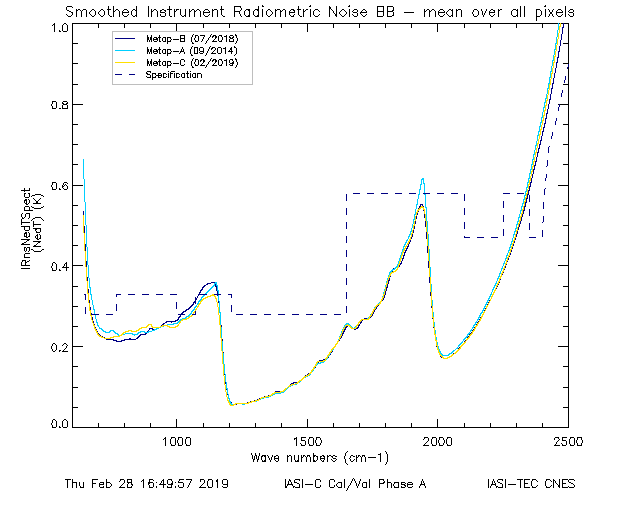 Smoothed Instrument Radiometric Noise BB – mean over all pixels
1.0
0.8
0.6
0.4
0.2
0.0
IRnsNedTSpect
(NedT) (K)
Metop-B (07/2018)
Metop-A (09/2014)
Metop-C (02/2019)
Specification
1000 1500 2000 2500
Wave numbers (cm-1)
Thu Feb 28 16:49:57 2019 IASI-C Cal/Val Phase A IASI-TEC CNES